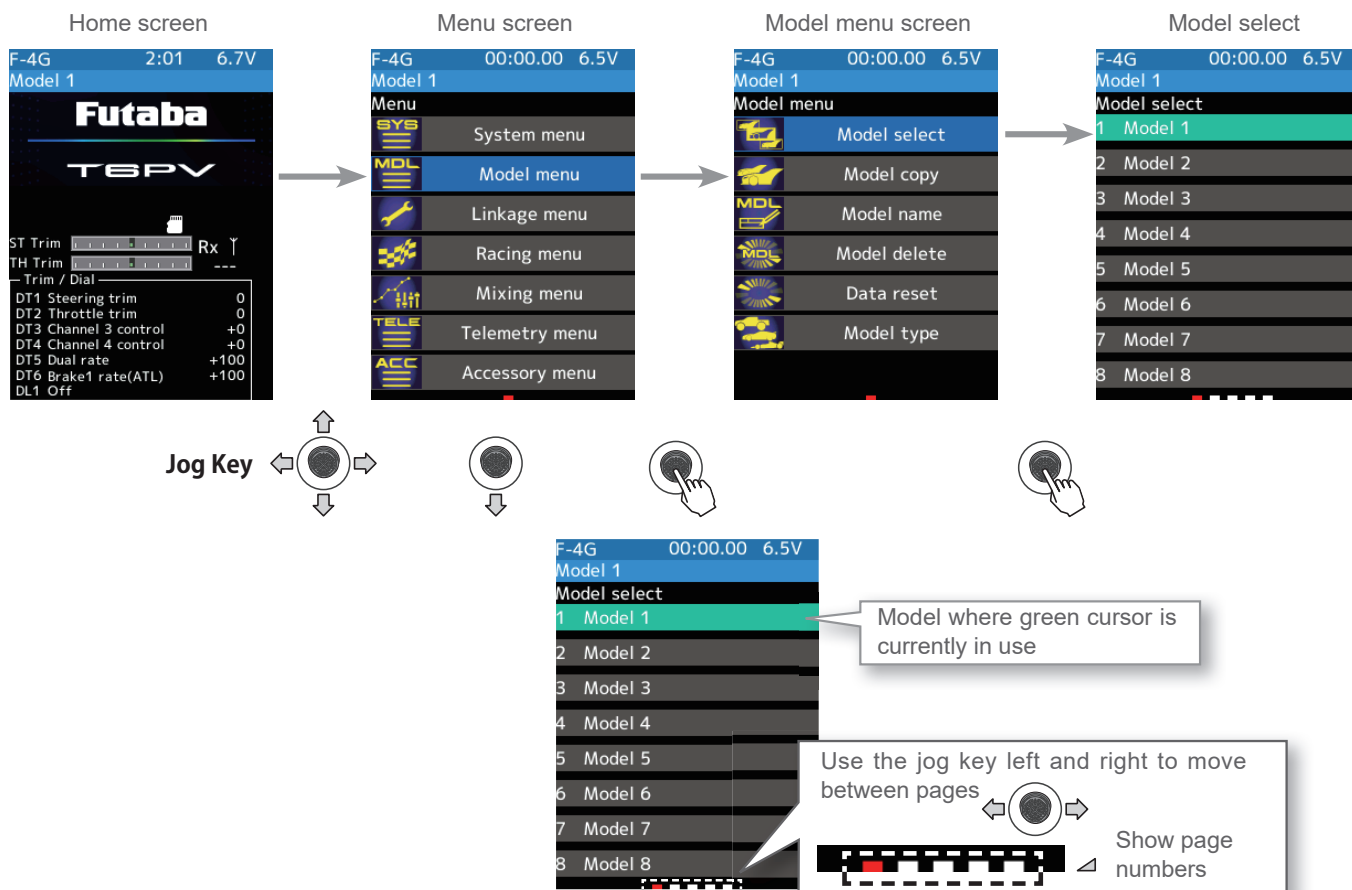 Home screen
Menu screen
Model menu screen
Model select
F-4G 2:01 6.7V
Model 1
Futaba
T6PV
ST Trim
Rx
TH Trim
---
Trim / Dial
DT1 Steering trim 0
DT2 Throttle trim 0
DT3 Channel 3 control +0
DT4 Channel 4 control +0
DT5 Dual rate +100
DT6 Brake1 rate(ATL) +100
DL1 Off
F-4G 00:00.00 6.5V
Model 1
Menu
SYS System menu
MDL Model menu
Linkage menu
Racing menu
Mixing menu
TELE Telemetry menu
ACC Accessory menu
F-4G 00:00.00 6.5V
Model 1
Model menu
Model select
Model copy
MDL Model name
MDL Model delete
Data reset
Model type
F-4G 00:00.00 6.5V
Model 1
Model select
1 Model 1
2 Model 2
3 Model 3
4 Model 4
5 Model 5
6 Model 6
7 Model 7
8 Model 8
Jog Key
F-4G 00:00.00 6.5V
Model 1
Model select
1 Model 1
2 Model 2
3 Model 3
4 Model 4
5 Model 5
6 Model 6
7 Model 7
8 Model 8
Model where green cursor is
currently in use
Use the jog key left and right to move
between pages
Show page
numbers